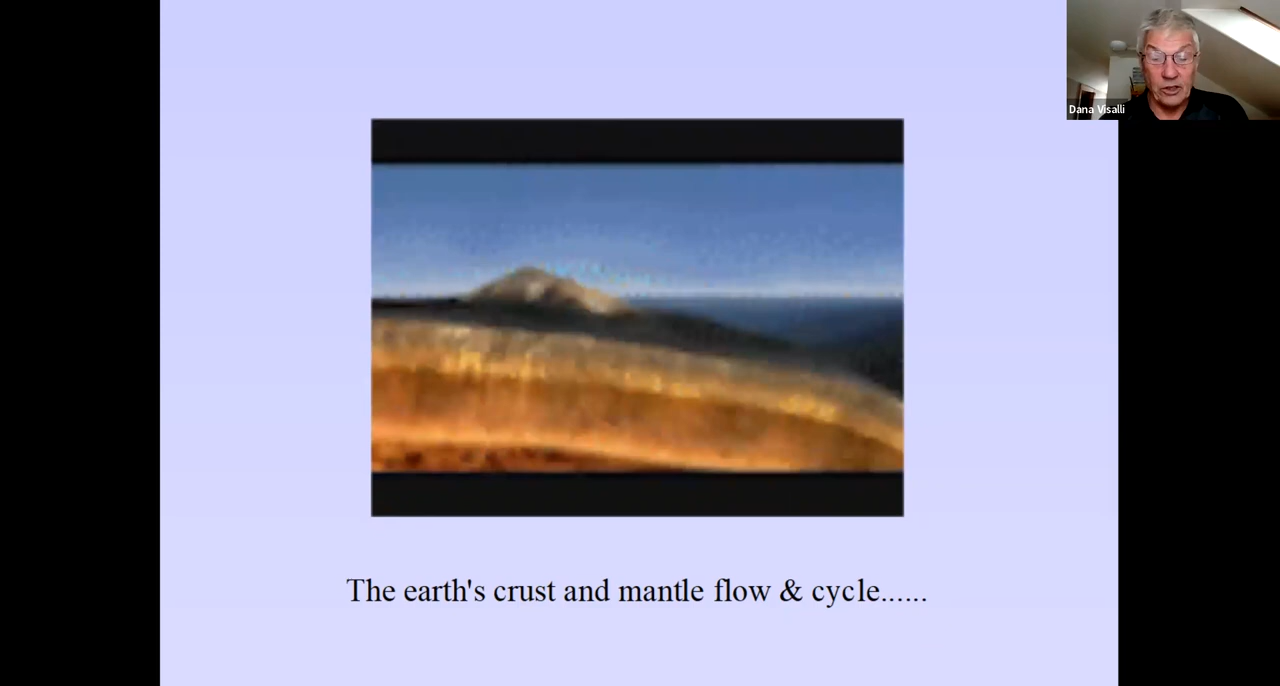 Dana Visalli
The earth's crust and mantle flow & cycle......